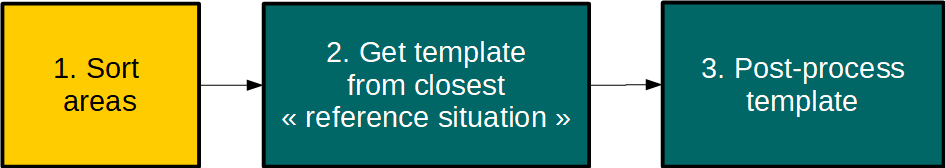 1. Sort
areas
2. Get template
from closest
« reference situation »
3. Post-process
template